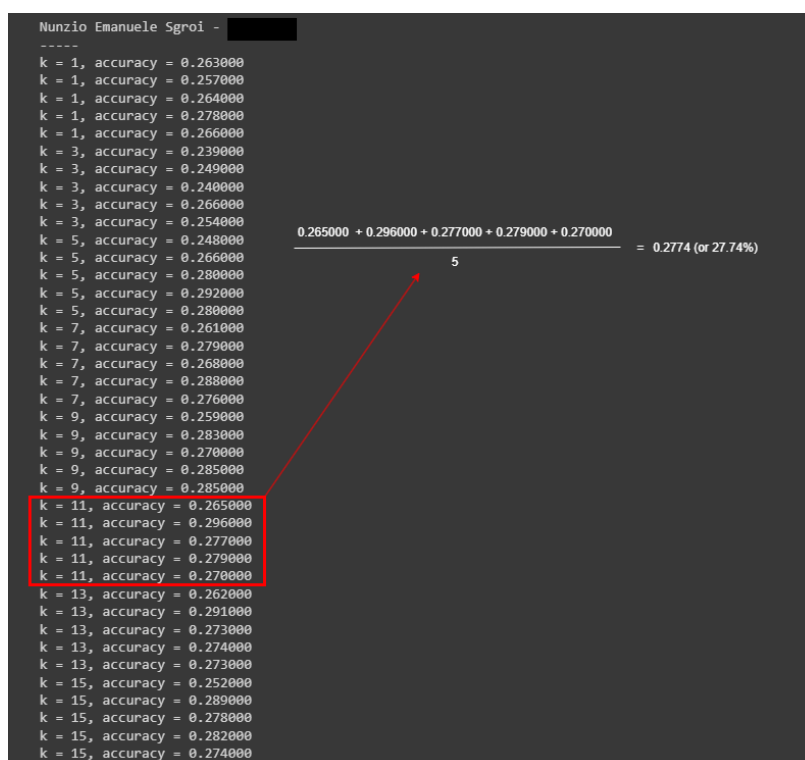 Nunzio Emanuele Sgroi -
-----
k = 1, accuracy = 0.263000
k = 1, accuracy = 0.257000
k = 1, accuracy = 0.264000
k = 1, accuracy = 0.278000
k = 1, accuracy = 0.266000
k = 3, accuracy = 0.239000
k = 3, accuracy = 0.249000
k = 3, accuracy = 0.240000
k = 3, accuracy = 0.266000
k = 3, accuracy = 0.254000
k = 5, accuracy = 0.248000
k = 5, accuracy = 0.266000
k = 5, accuracy = 0.280000
k = 5, accuracy = 0.292000
k = 5, accuracy = 0.280000
k = 7, accuracy = 0.261000
k = 7, accuracy = 0.279000
k = 7, accuracy = 0.268000
k = 7, accuracy = 0.288000
k = 7, accuracy = 0.276000
k = 9, accuracy = 0.259000
k = 9, accuracy = 0.283000
k = 9, accuracy = 0.270000
k = 9, accuracy = 0.285000
k = 9, accuracy = 0.285000
k = 11, accuracy = 0.265000
k = 11, accuracy = 0.296000
k = 11, accuracy = 0.277000
k = 11, accuracy = 0.279000
k = 11, accuracy = 0.270000
k = 13, accuracy = 0.262000
k = 13, accuracy = 0.291000
k = 13, accuracy = 0.273000
k = 13, accuracy = 0.274000
k = 13, accuracy = 0.273000
k = 15, accuracy = 0.252000
k = 15, accuracy = 0.289000
k = 15, accuracy = 0.278000
k = 15, accuracy = 0.282000
k = 15, accuracy = 0.274000
0.265000 + 0.296000 + 0.277000 + 0.279000 + 0.270000
5
= 0.2774 (or 27.74%)